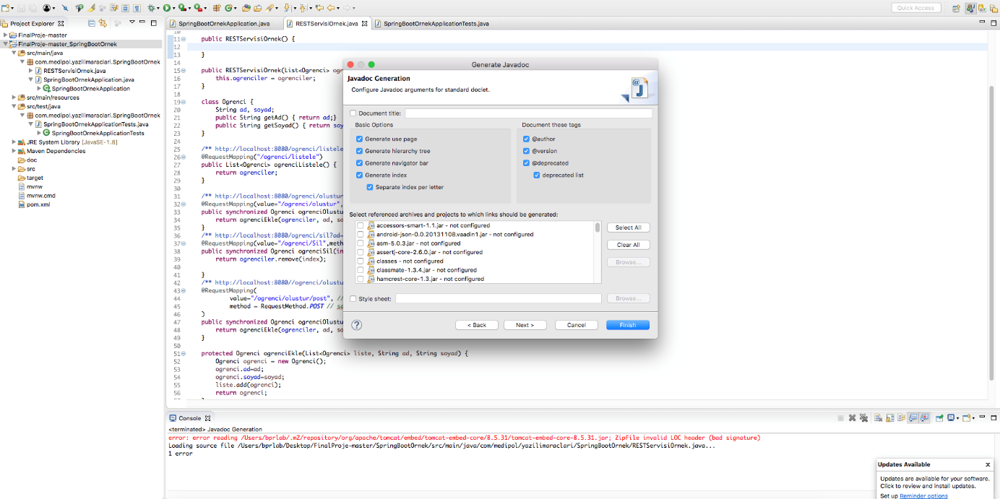 Quick Access
Project Explorer
FinalProje-master
FinalProje-master_SpringBootOrnek
src/main/java
com.medipol.yazilimaraclari.SpringBootOrnek
RESTServisiOrnek.java
SpringBootOrnekApplication.java
SpringBootOrnekApplication
src/main/resources
src/test/java
com.medipol.yazilimaraclari.SpringBootOrnek
SpringBootOrnekApplicationTests.java
SpringBootOrnekApplicationTests
JRE System Library [JavaSE-1.8]
Maven Dependencies
doc
src
target
mvnw
mvnw.cmd
pom.xml
SpringBootOrnekApplication.java
RESTServisiOrnek.java
SpringBootOrnekApplicationTests.java
10
11 public RESTServisiOrnek() {
12
13 }
14
15 public RESTServisiOrnek(List<Ogrenci> ogr
16 this.ogrenciler = ogrenciler;
17 }
18
19 class Ogrenci {
20 String ad, soyad;
21 public String getAd() { return ad;}
22 public String getSoyad() { return soy
23 }
24
25 /** http://localhost:8080/ogrenci/listele
26 @RequestMapping("/ogrenci/listele")
27 public List<Ogrenci> ogrenciListele() {
28 return ogrenciler;
29 }
30
31 /** http://localhost:8080/ogrenci/olustur
32 @RequestMapping(value="/ogrenci/olustur",
33 public synchronized Ogrenci ogrenciOlustu
34 return ogrenciEkle(ogrenciler, ad, so
35 }
36 /** http://localhost:8080/ogrenci/sil?ad=
37 @RequestMapping(value="/ogrenci/Sil",meth
38 public synchronized Ogrenci ogrenciSil(in
39 return ogrenciler.remove(index);
40
41 }
42 /** http://localhost:8080//ogrenci/olustu
43 @RequestMapping(
44 value="/ogrenci/olustur/post", //
45 method = RequestMethod.POST // sa
46 )
47 public synchronized Ogrenci ogrenciOlustu
48 return ogrenciEkle(ogrenciler, ad, so
49 }
50
51 protected Ogrenci ogrenciEkle(List<Ogrenci> liste, String ad, String soyad) {
52 Ogrenci ogrenci = new Ogrenci();
53 ogrenci.ad=ad;
54 ogrenci.soyad=soyad;
55 liste.add(ogrenci);
56 return ogrenci;
Generate Javadoc
Javadoc Generation
Configure Javadoc arguments for standard doclet.
Document title:
Basic Options
Generate use page
Generate hierarchy tree
Generate navigator bar
Generate index
Separate index per letter
Document these tags
@author
@version
@deprecated
deprecated list
Select referenced archives and projects to which links should be generated:
accessors-smart-1.1.jar - not configured
android-json-0.0.20131108.vaadin1.jar - not configured
asm-5.0.3.jar - not configured
assertj-core-2.6.0.jar - not configured
classes - not configured
classmate-1.3.4.jar - not configured
hamcrest-core-1.3.jar - not configured
Select All
Clear All
Browse...
Style sheet:
Browse...
?
< Back
Next >
Cancel
Finish
Console
<terminated> Javadoc Generation
error: error reading /Users/bprlab/.m2/repository/org/apache/tomcat/embed/tomcat-embed-core/8.5.31/tomcat-embed-core-8.5.31.jar; ZipFile invalid LOC header (bad signature)
Loading source file /Users/bprlab/Desktop/FinalProje-master/SpringBootOrnek/src/main/java/com/medipol/yazilimaraclari/SpringBootOrnek/RESTServisiOrnek.java...
1 error
Updates Available
x
Updates are available for your software.
Click to review and install updates.
Set up Reminder options